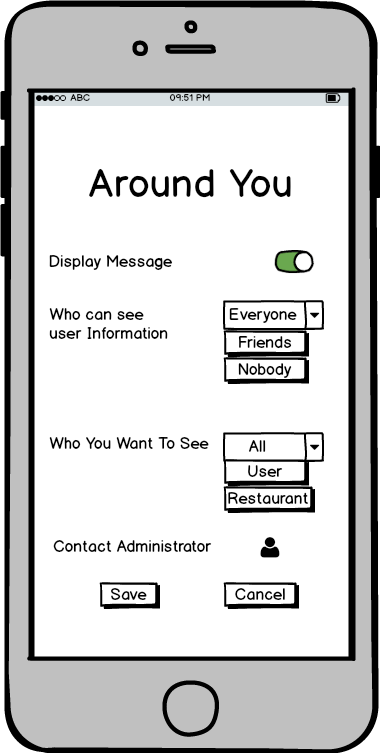 ABC 09:51 PM
Around You
Display Message
Who can see
user Information
Everyone
Friends
Nobody
Who You Want To See
All
User
Restaurant
Contact Administrator
Save Cancel